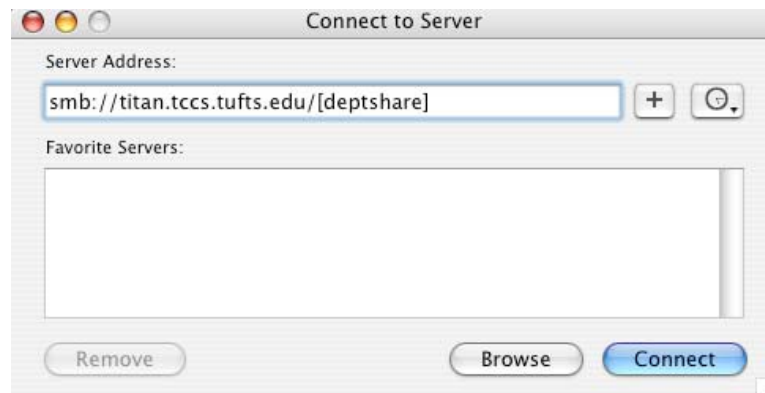 Connect to Server
Server Address:
smb://titan.tccs.tufts.edu/[deptshare]
+
Favorite Servers:
Remove Browse Connect